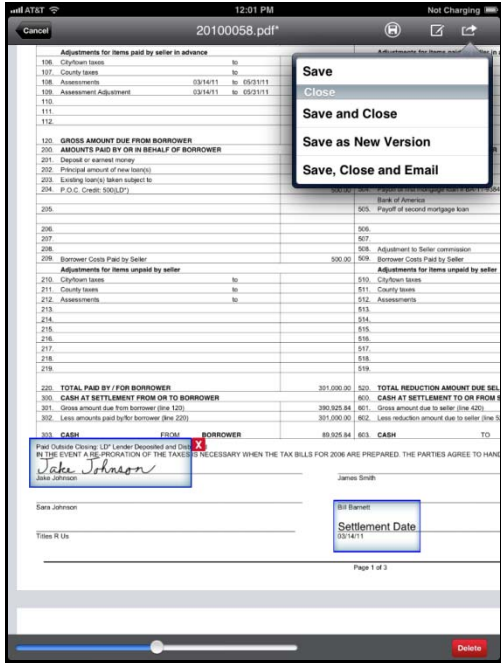 AT&T 12:01 PM Not Charging
Cancel 20100058.pdf*
Adjustments for items paid by seller in advance
106. City/town taxes to
107. County taxes to
108. Assessments 03/14/11 to 05/31/11
109. Assessment Adjustment 03/14/11 to 05/31/11
110.
111.
112.
Save
Close
Save and Close
Save as New Version
Save, Close and Email
120. GROSS AMOUNT DUE FROM BORROWER
200. AMOUNTS PAID BY OR IN BEHALF OF BORROWER
201. Deposit or earnest money
202. Principal amount of new loan(s)
203. Existing loan(s) taken subject to
204. P.O.C. Credit: 500(LD*) 500.00
Bank of America
205. 505. Payoff of second mortgage loan
206. 506.
207. 507.
208. 508. Adjustment to Seller commission
209. Borrower Costs Paid by Seller 500.00 509. Borrower Costs Paid by Seller
Adjustments for items unpaid by seller Adjustments for items unpaid by seller
210. City/town taxes to 510. City/town taxes
211. County taxes to 511. County taxes
212. Assessments to 512. Assessments
213. 513.
214. 514.
215. 515.
216. 516.
217. 517.
218. 518.
219. 519.
220. TOTAL PAID BY / FOR BORROWER 301,000.00 520. TOTAL REDUCTION AMOUNT DUE SEL
300. CASH AT SETTLEMENT FROM OR TO BORROWER 600. CASH AT SETTLEMENT TO OR FROM S
301. Gross amount due from borrower (line 120) 390,925.84 601. Gross amount due to seller (line 420)
302. Less amounts paid by/for borrower (line 220) 301,000.00 602. Less reduction amount due to seller (line 5
303. CASH FROM BORROWER 89,925.84 603. CASH TO
Paid Outside Closing: LD* Lender Deposited and Disb X
IN THE EVENT A RE-PRORATION OF THE TAXES IS NECESSARY WHEN THE TAX BILLS FOR 2006 ARE PREPARED. THE PARTIES AGREE TO HAND
Jake Johnson
Jake Johnson James Smith
Sara Johnson Bill Barnett
Settlement Date
Titles R Us 03/14/11
Page 1 of 3
Delete